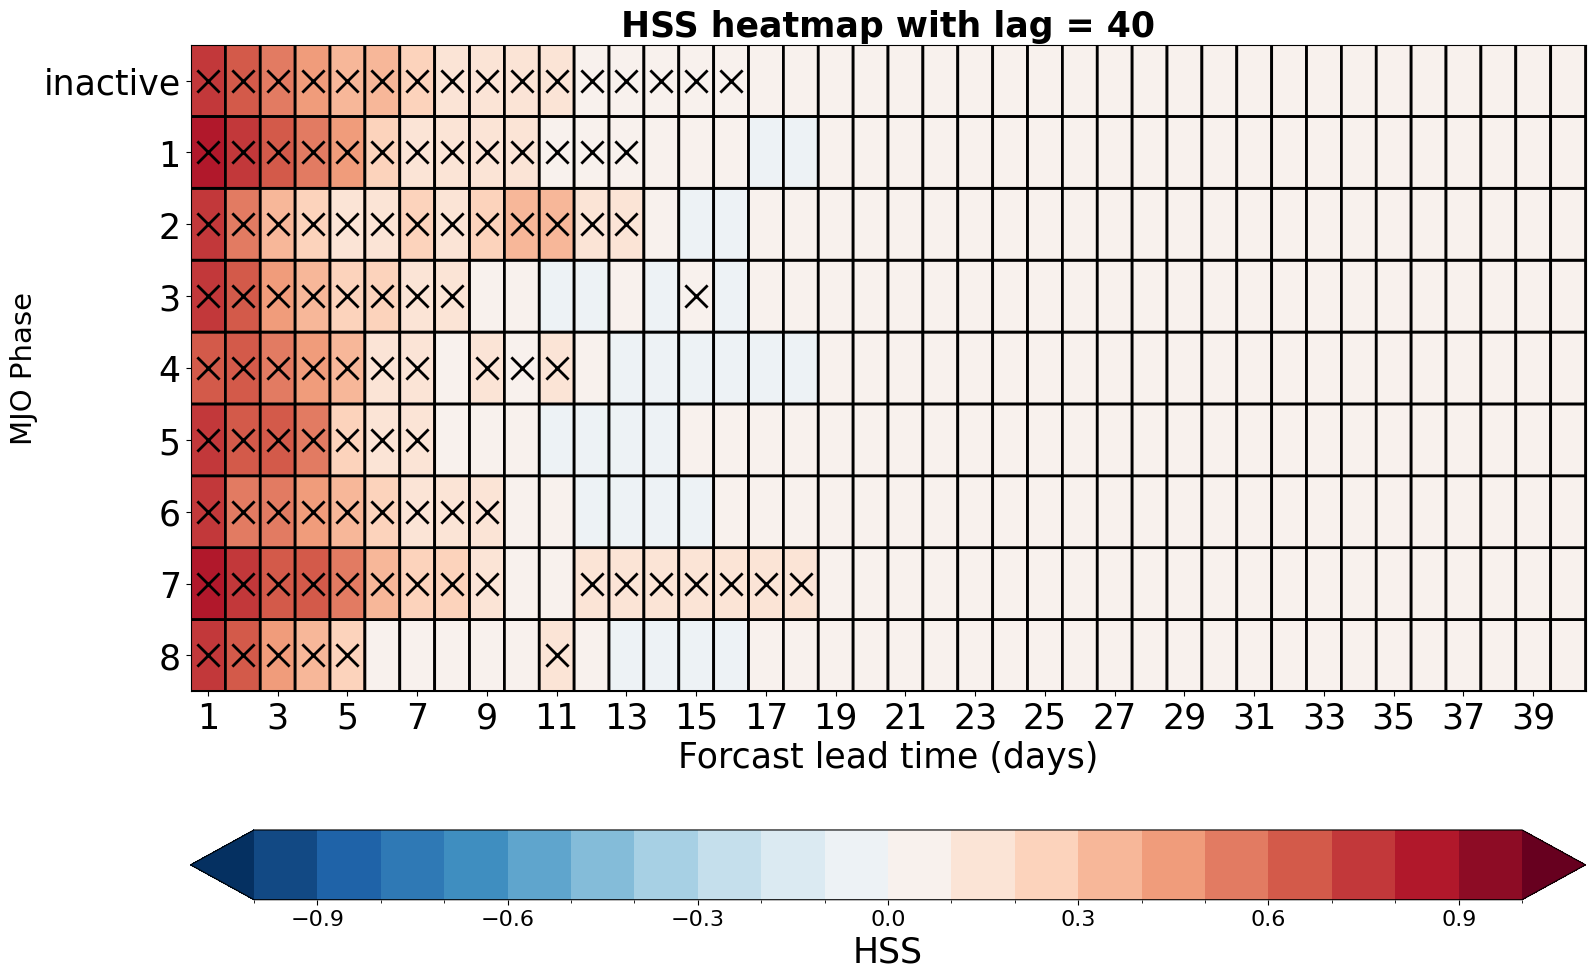 HSS heatmap with lag = 40
MJO Phase
inactive
1
2
3
4
5
6
7
8
1 3 5 7 9 11 13 15 17 19 21 23 25 27 29 31 33 35 37 39
Forcast lead time (days)
−0.9 −0.6 −0.3 0.0 0.3 0.6 0.9
HSS